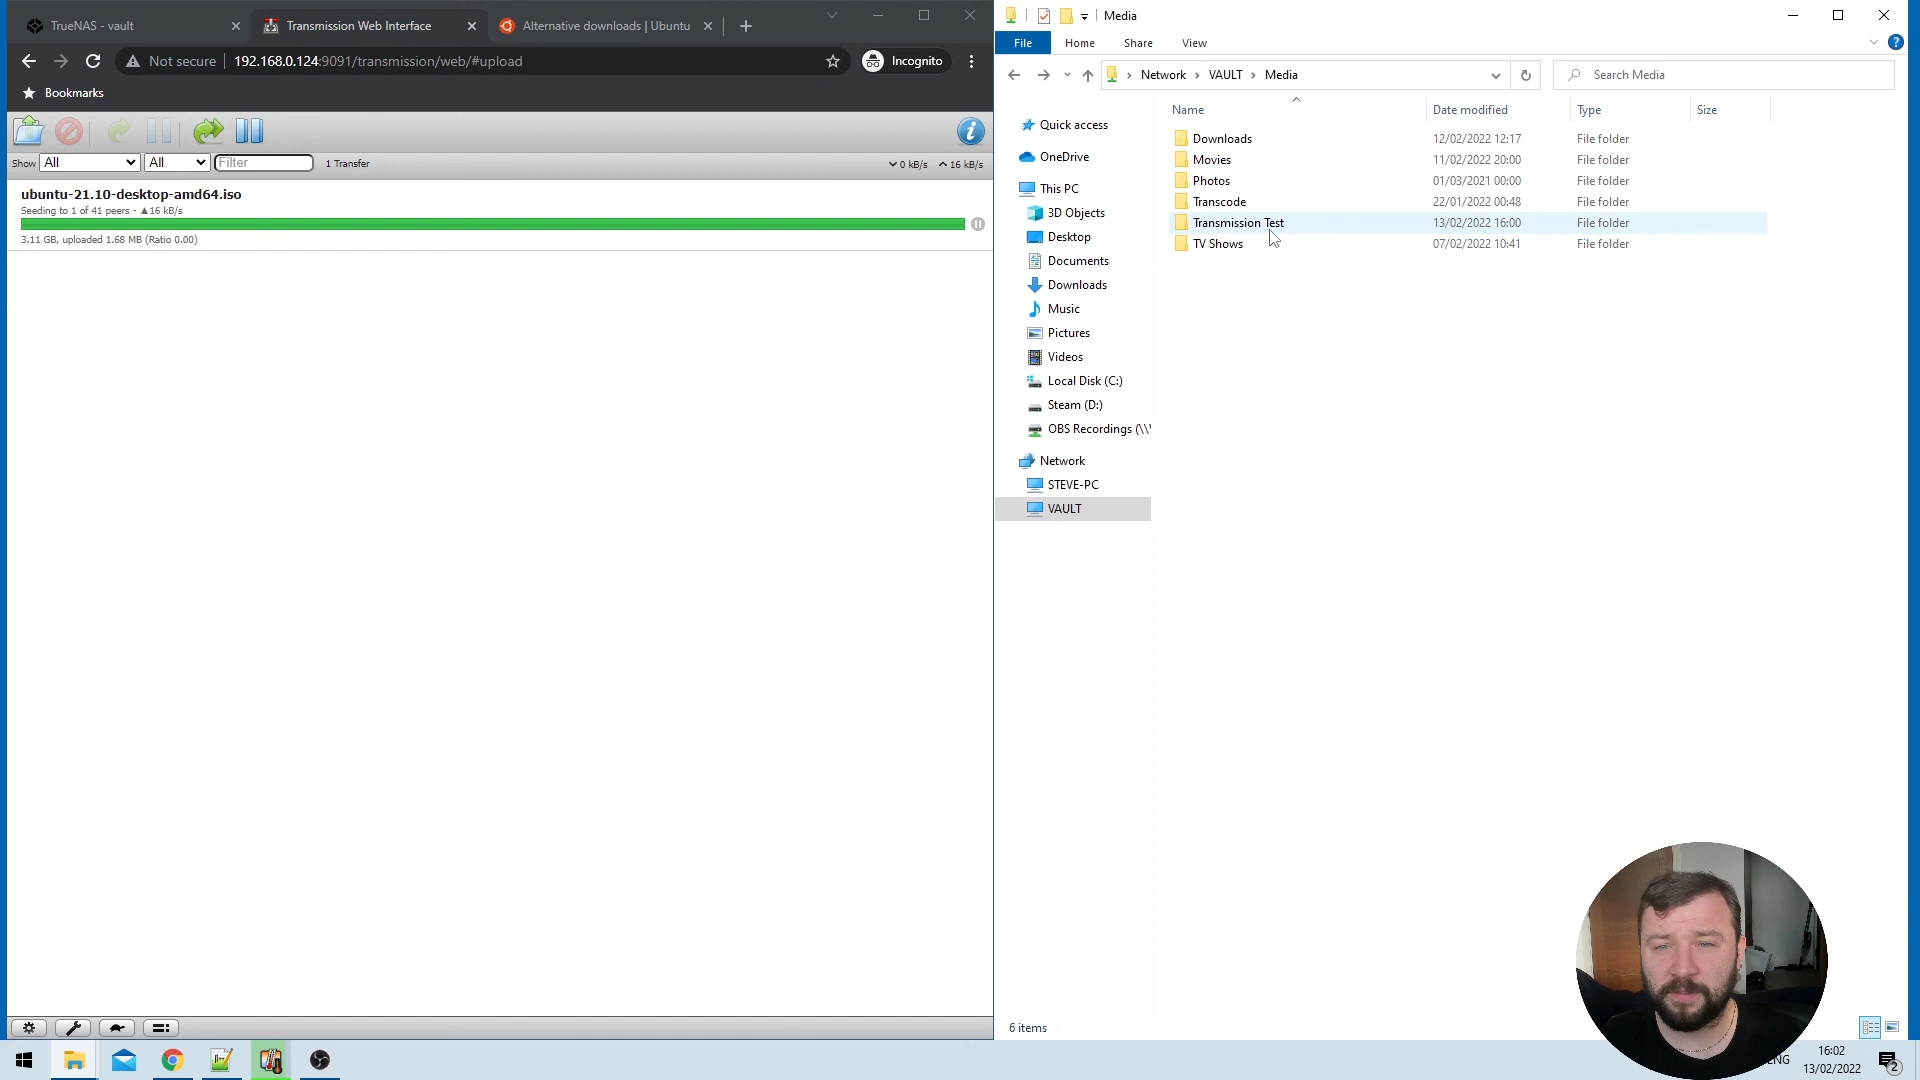 TrueNAS - vault
Transmission Web Interface
Alternative downloads | Ubuntu
Not secure
192.168.0.124:9091/transmission/web/#upload
Incognito
Bookmarks
Show
All
All
Filter
1 Transfer
0 kB/s
16 kB/s
ubuntu-21.10-desktop-amd64.iso
Seeding to 1 of 41 peers - ▲16 kB/s
3.11 GB, uploaded 1.68 MB (Ratio 0.00)
Media
File
Home
Share
View
Network
VAULT
Media
Search Media
Name
Date modified
Type
Size
Quick access
OneDrive
This PC
3D Objects
Desktop
Documents
Downloads
Music
Pictures
Videos
Local Disk (C:)
Steam (D:)
OBS Recordings (\\
Network
STEVE-PC
VAULT
Downloads 12/02/2022 12:17 File folder
Movies 11/02/2022 20:00 File folder
Photos 01/03/2021 00:00 File folder
Transcode 22/01/2022 00:48 File folder
Transmission Test 13/02/2022 16:00 File folder
TV Shows 07/02/2022 10:41 File folder
6 items
ENG
16:02
13/02/2022
2